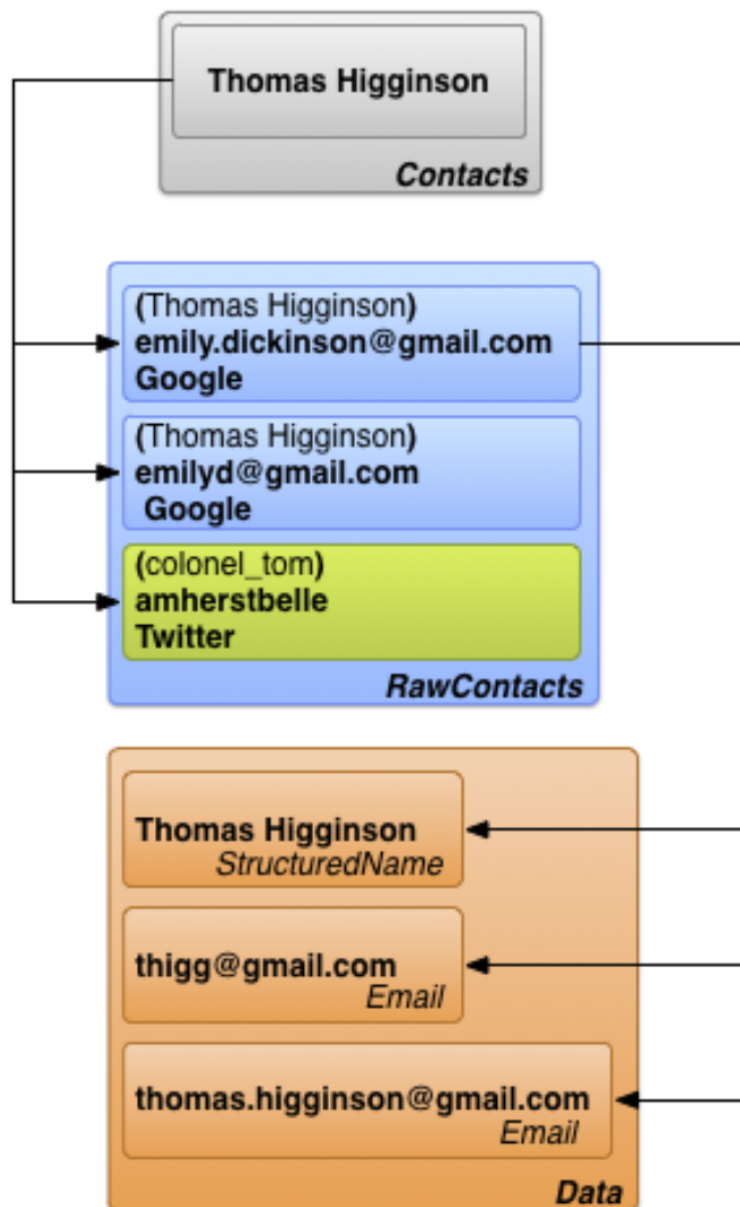 Thomas Higginson
Contacts
(Thomas Higginson)
emily.dickinson@gmail.com
Google
(Thomas Higginson)
emilyd@gmail.com
Google
(colonel_tom)
amherstbelle
Twitter
RawContacts
Thomas Higginson
StructuredName
thigg@gmail.com
Email
thomas.higginson@gmail.com
Email
Data